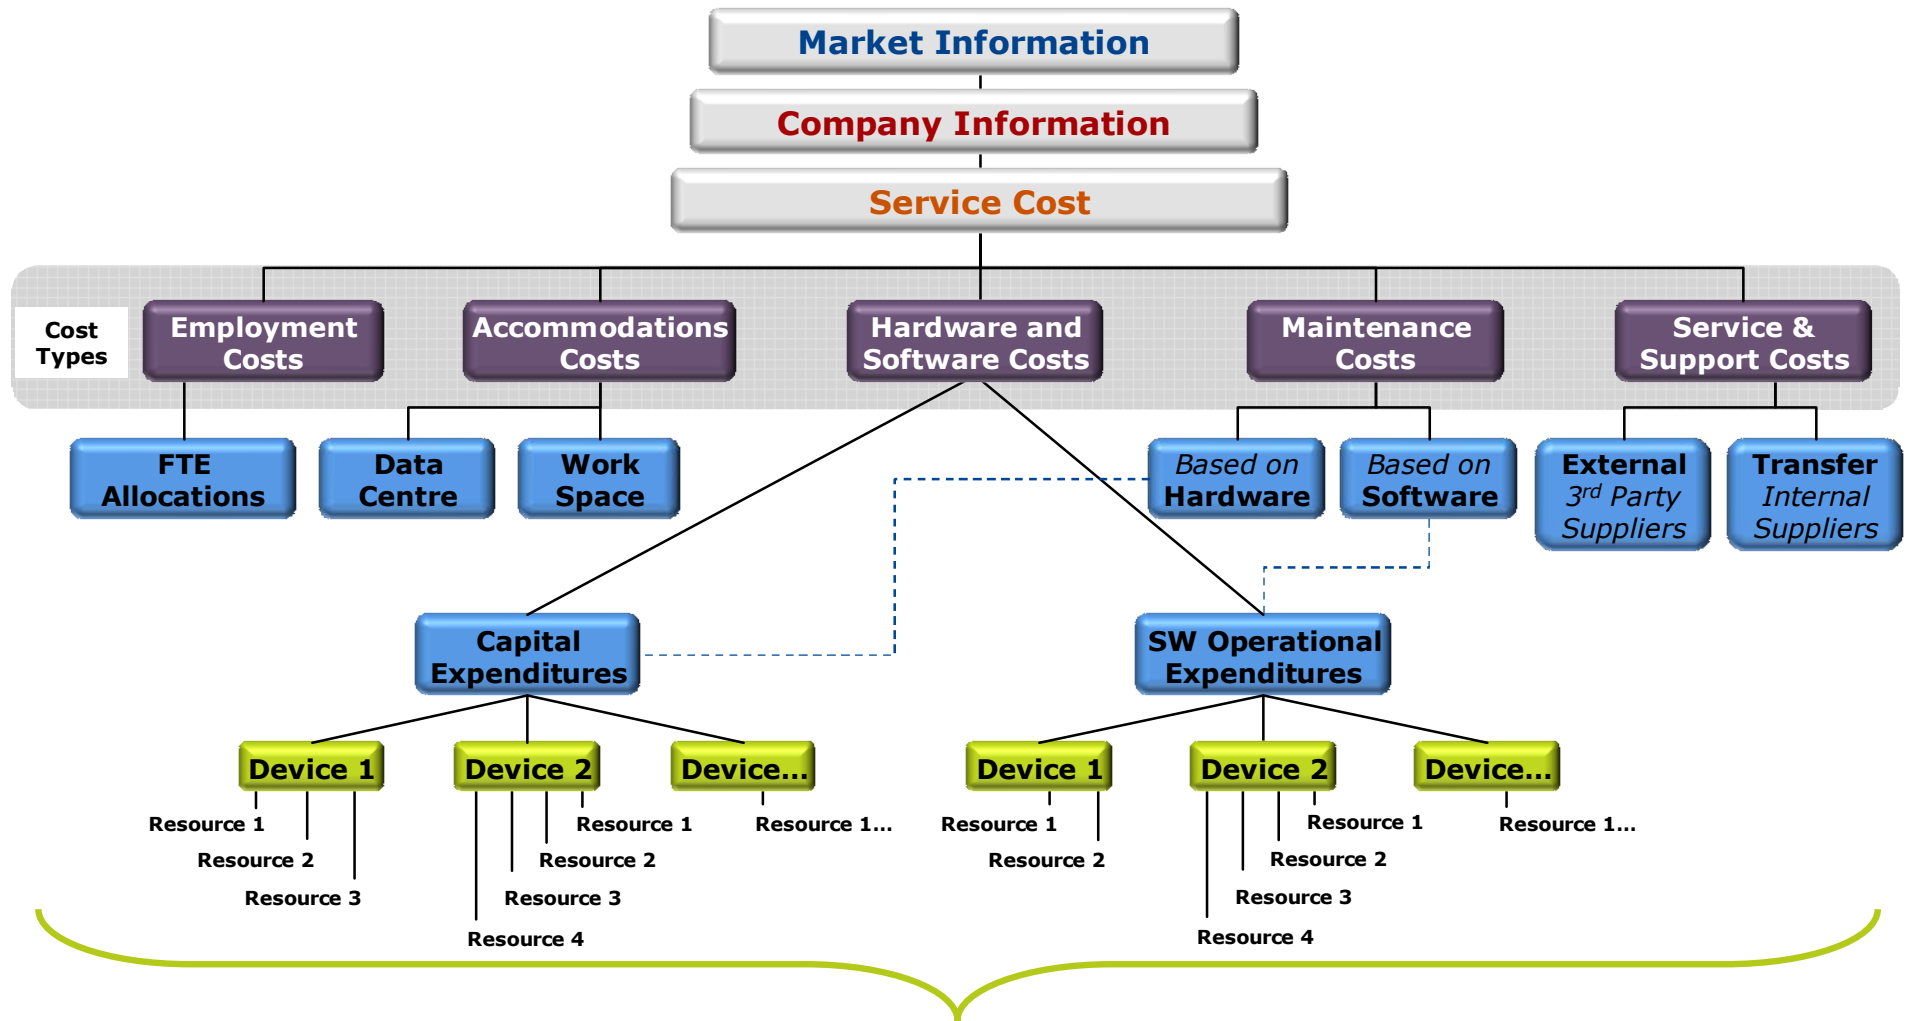 Market Information
Company Information
Service Cost
Cost
Types
Employment
Costs
Accommodations
Costs
Hardware and
Software Costs
Maintenance
Costs
Service &
Support Costs
FTE
Allocations
Data
Centre
Work
Space
Based on
Hardware
Based on
Software
External
3rd Party
Suppliers
Transfer
Internal
Suppliers
Capital
Expenditures
SW Operational
Expenditures
Device 1
Resource 1
Resource 2
Resource 3
Device 2
Resource 1
Resource 2
Resource 3
Resource 4
Device...
Resource 1...
Device 1
Resource 1
Resource 2
Device 2
Resource 1
Resource 2
Resource 3
Resource 4
Device...
Resource 1...